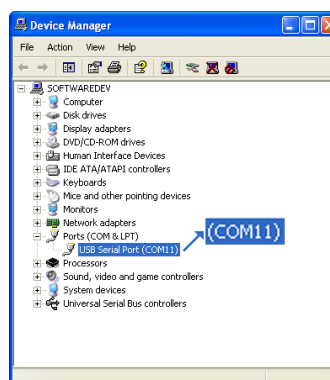 Device Manager
File Action View Help
SOFTWAREDEV
Computer
Disk drives
Display adapters
DVD/CD-ROM drives
Human Interface Devices
IDE ATA/ATAPI controllers
Keyboards
Mice and other pointing devices
Monitors
Network adapters
Ports (COM & LPT)
USB Serial Port (COM11)
(COM11)
Processors
Sound, video and game controllers
System devices
Universal Serial Bus controllers